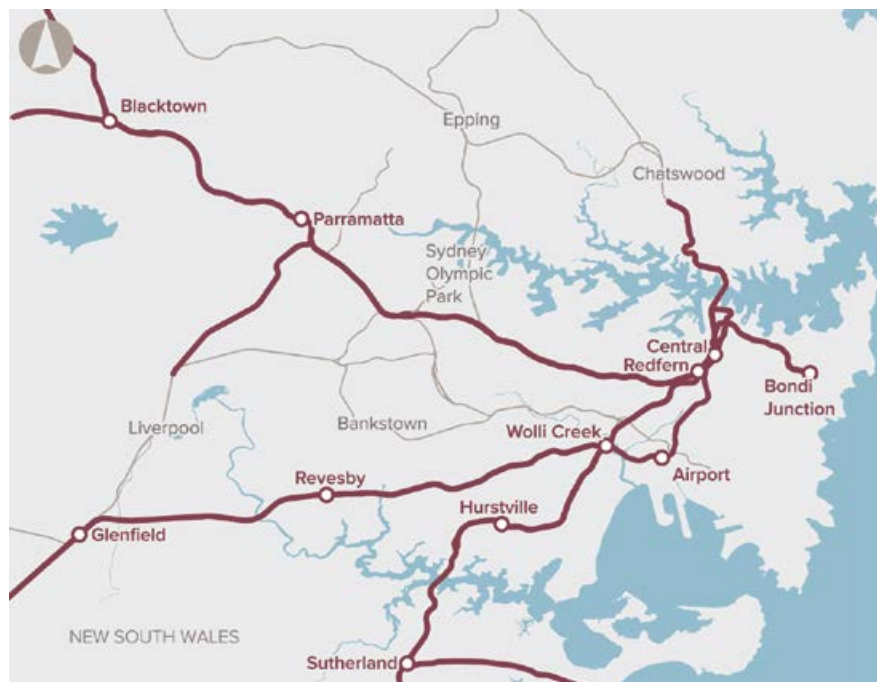 Blacktown
Epping
Chatswood
Parramatta
Sydney
Olympic
Park
Central
Redfern
Bondi
Junction
Liverpool
Bankstown
Wolli Creek
Airport
Revesby
Hurstville
Glenfield
NEW SOUTH WALES
Sutherland